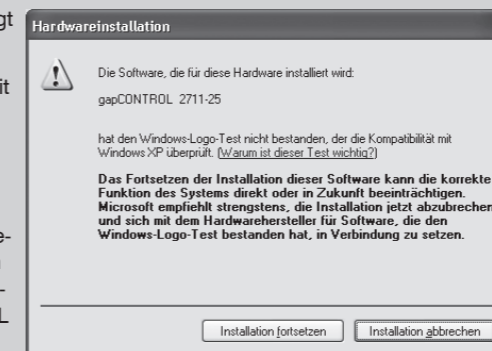 gt
it
e-
-
L
Hardwareinstallation
Die Software, die für diese Hardware installiert wird:
gapCONTROL 2711-25
hat den Windows-Logo-Test nicht bestanden, der die Kompatibilität mit
Windows XP überprüft. (Warum ist dieser Test wichtig?)
Das Fortsetzen der Installation dieser Software kann die korrekte
Funktion des Systems direkt oder in Zukunft beeinträchtigen.
Microsoft empfiehlt strengstens, die Installation jetzt abzubrechen
und sich mit dem Hardwarehersteller für Software, die den
Windows-Logo-Test bestanden hat, in Verbindung zu setzen.
Installation fortsetzen
Installation abbrechen